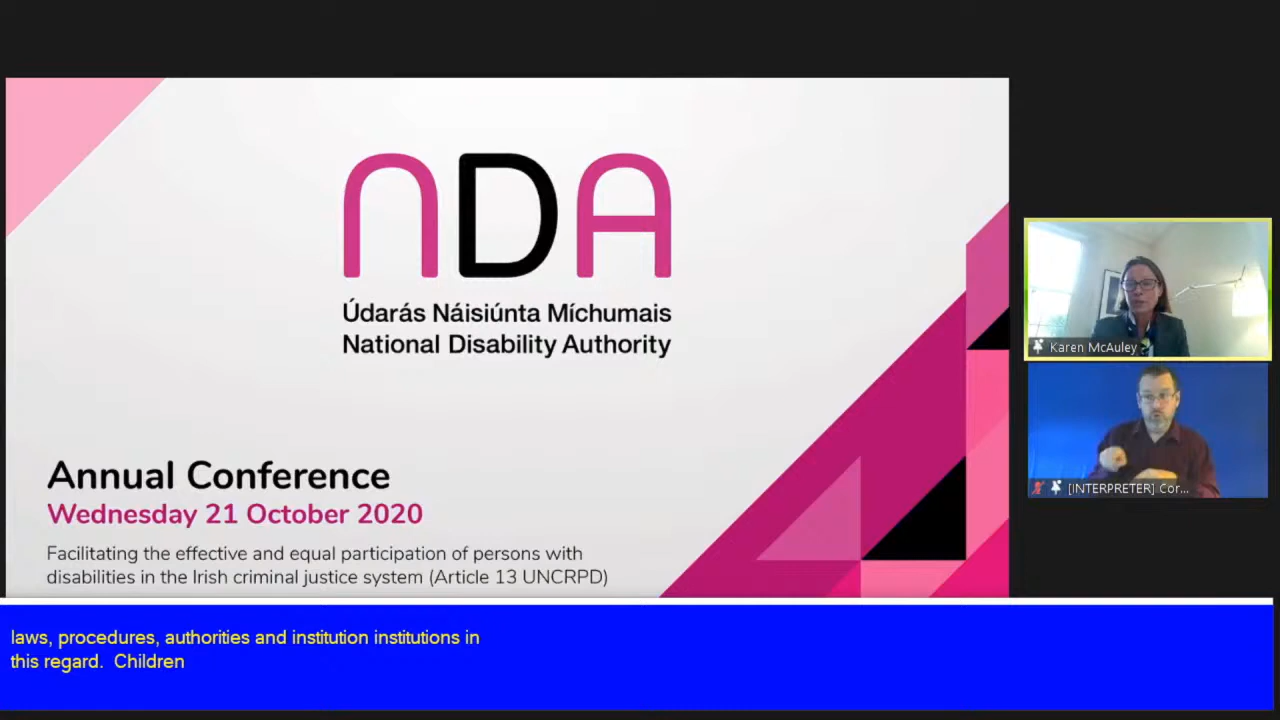 NDA
Údarás Náisiúnta Míchumais
National Disability Authority
Annual Conference
Wednesday 21 October 2020
Facilitating the effective and equal participation of persons with
disabilities in the Irish criminal justice system (Article 13 UNCRPD)
Karen McAuley
[INTERPRETER] Cor...
laws, procedures, authorities and institution institutions in
this regard.  Children